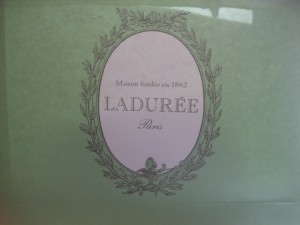 Maison fondée en 1862
LADURÉE
Paris